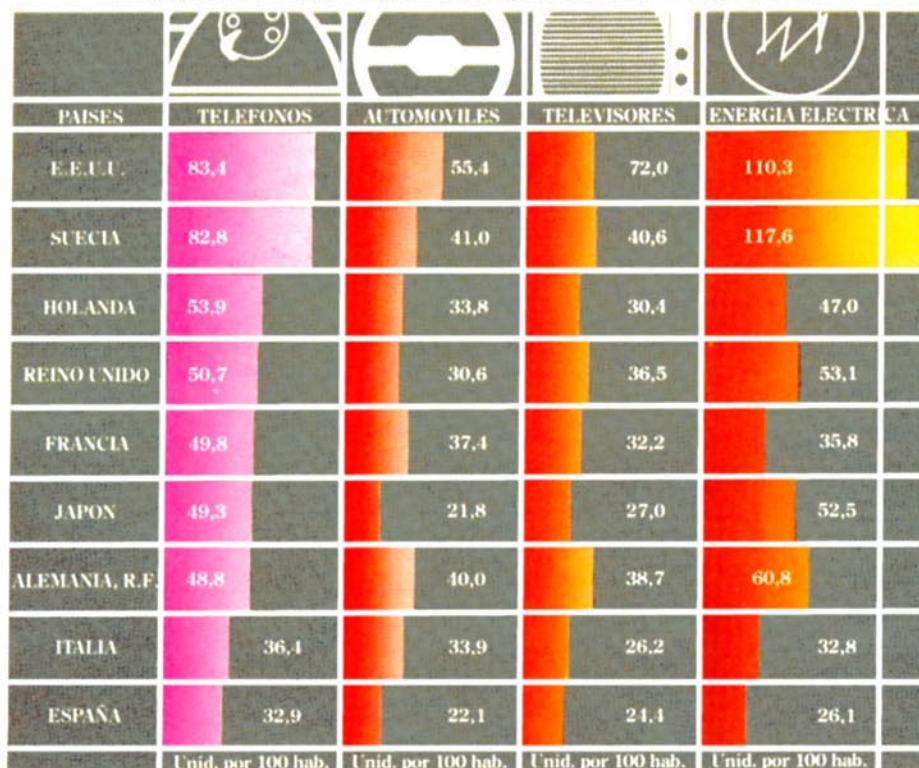 PAISES TELEFONOS AUTOMOVILES TELEVISORES ENERGIA ELECTRICA
E.E.U.U. 83,4 55,4 72,0 110,3
SUECIA 82,8 41,0 40,6 117,6
HOLANDA 53,9 33,8 30,4 47,0
REINO UNIDO 50,7 30,6 36,5 53,1
FRANCIA 49,8 37,4 32,2 35,8
JAPON 49,3 21,8 27,0 52,5
ALEMANIA, R.F. 48,8 40,0 38,7 60,8
ITALIA 36,4 33,9 26,2 32,8
ESPAÑA 32,9 22,1 24,4 26,1
Unid. por 100 hab. Unid. por 100 hab. Unid. por 100 hab. Unid. por 100 hab.